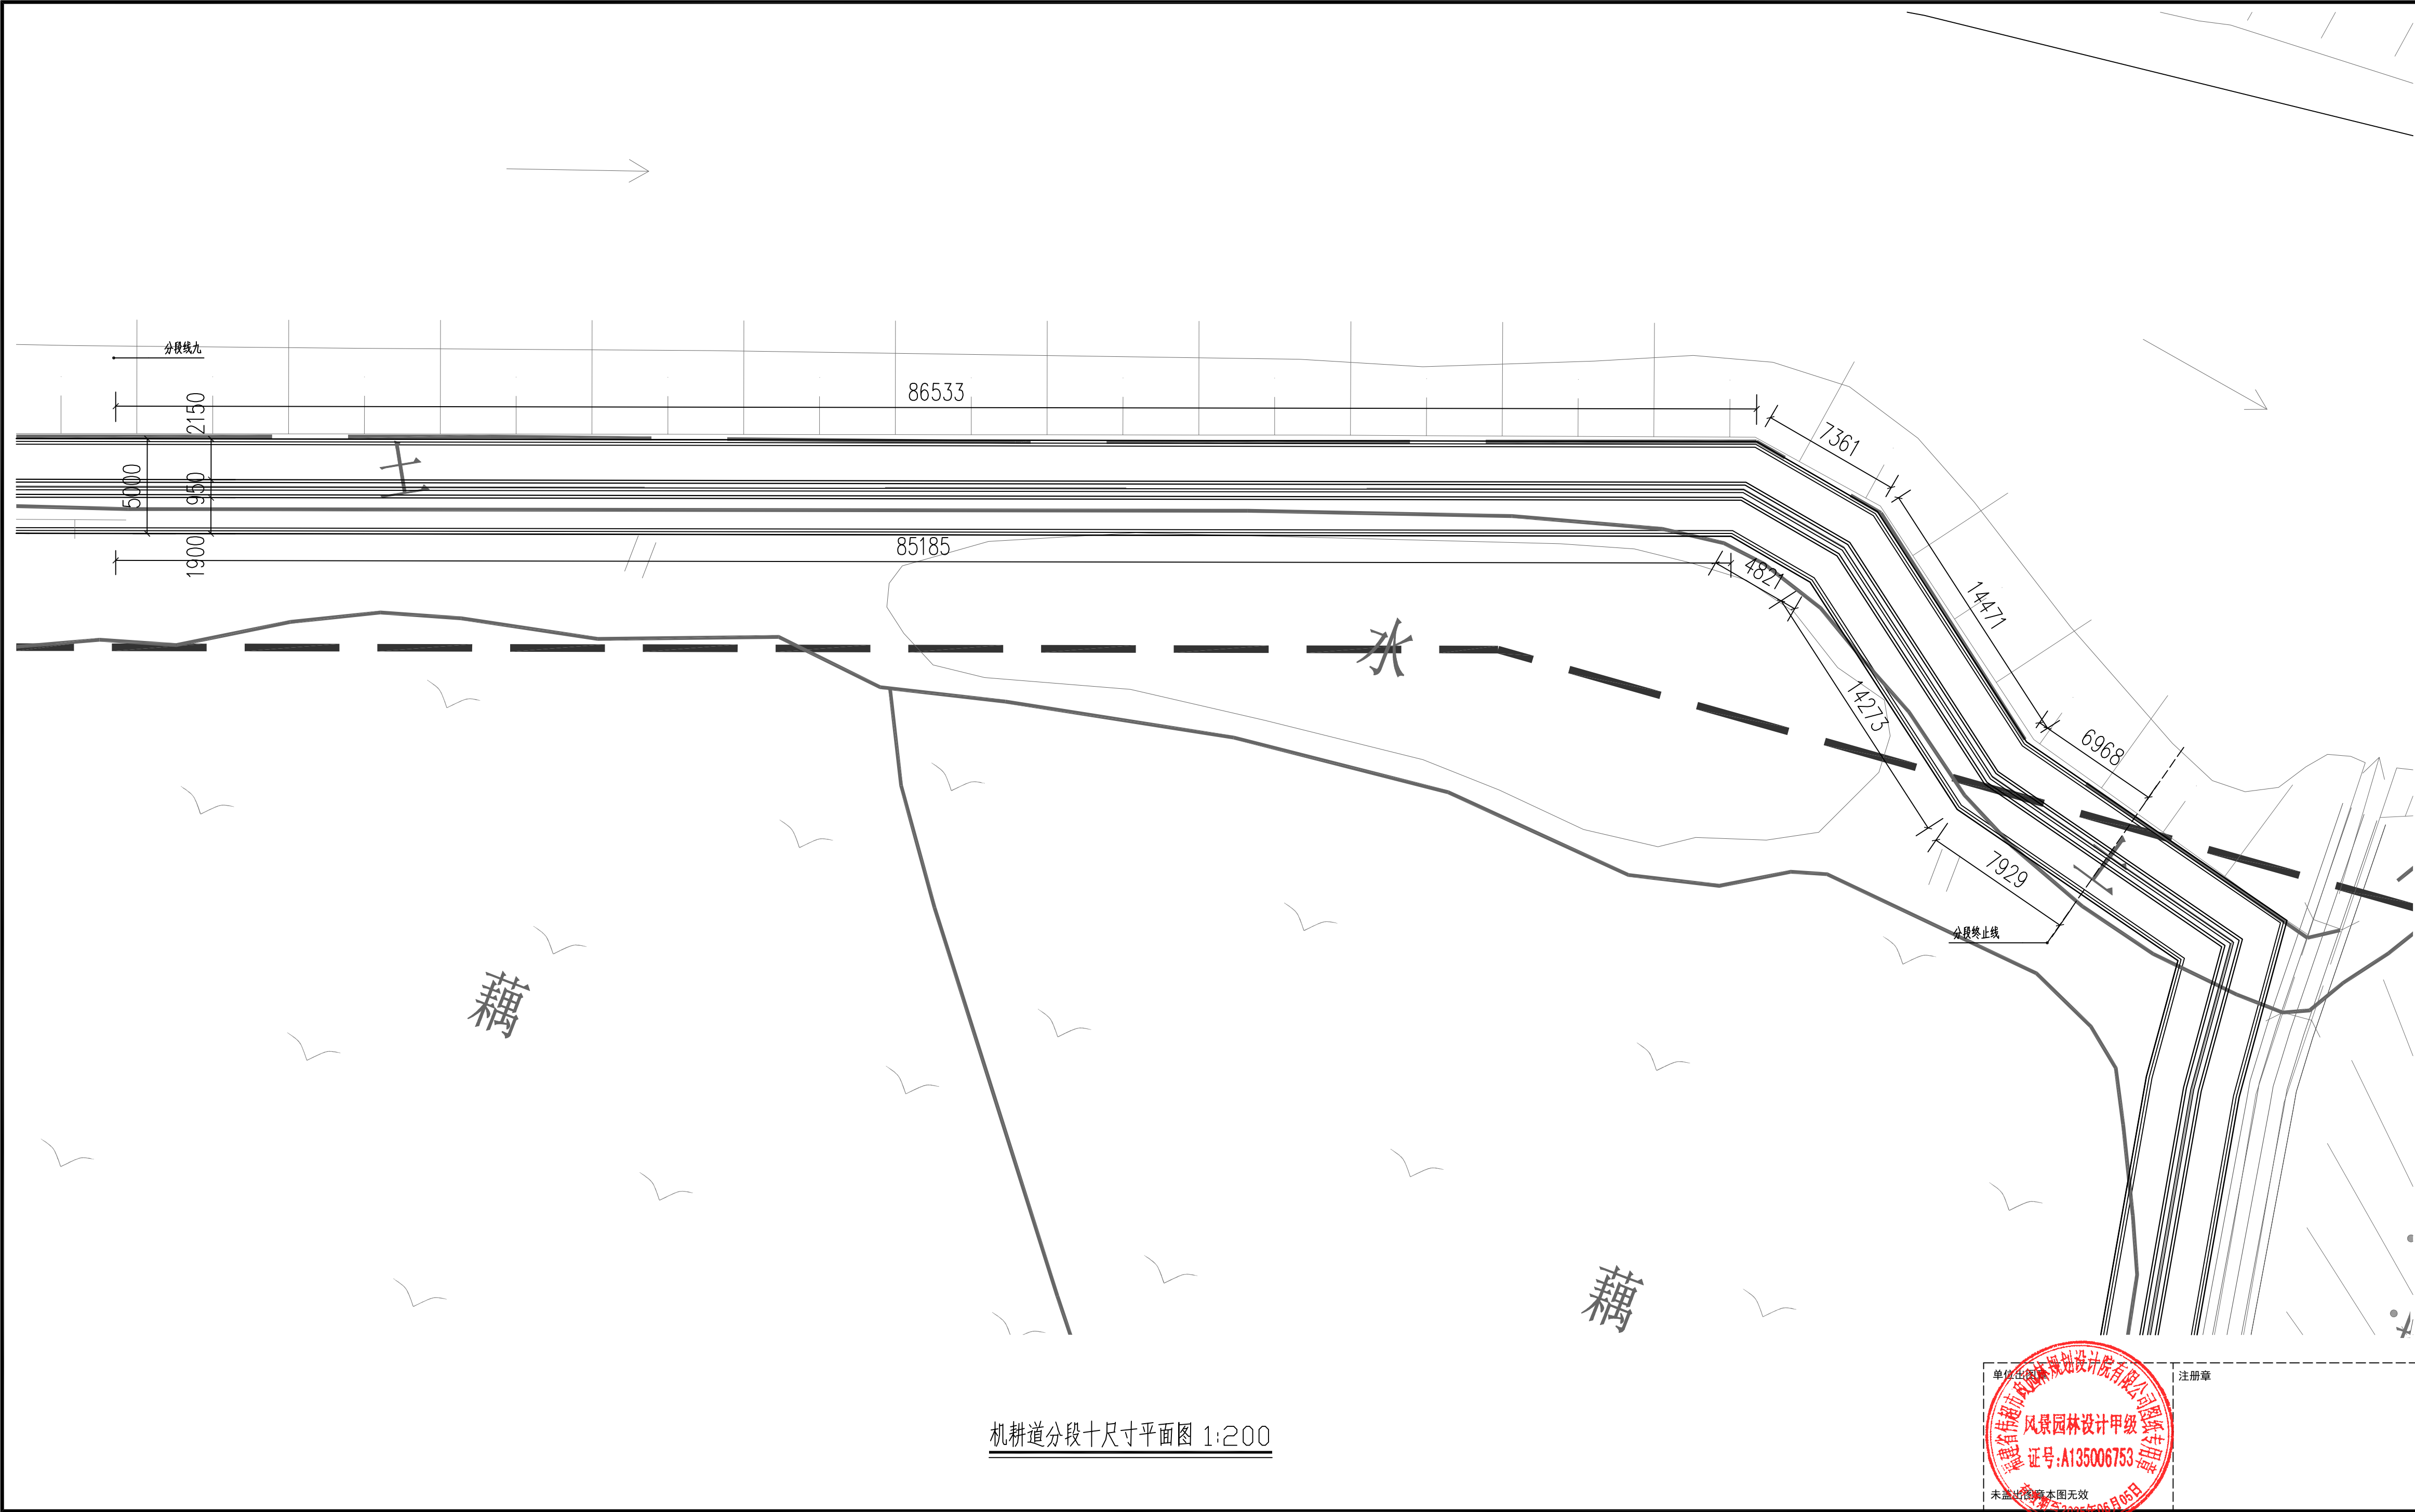 分段线九
86533
2150
7361
5000
950
1900
85185
4821
14471
土
水
14273
6968
7929
土
分段终止线
藕
藕
机耕道分段十尺寸平面图 1:200
单位出图章
注册章
风景园林设计甲级
证号:A135006753
未盖出图章本图无效